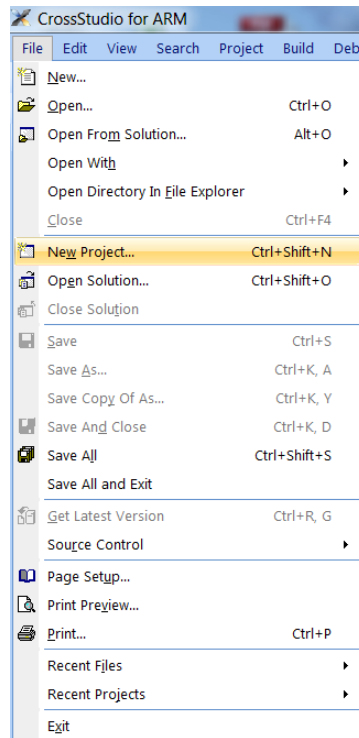 CrossStudio for ARM
File Edit View Search Project Build Deb
New...
Open... Ctrl+O
Open From Solution... Alt+O
Open With
Open Directory In File Explorer
Close Ctrl+F4
New Project... Ctrl+Shift+N
Open Solution... Ctrl+Shift+O
Close Solution
Save Ctrl+S
Save As... Ctrl+K, A
Save Copy Of As... Ctrl+K, Y
Save And Close Ctrl+K, D
Save All Ctrl+Shift+S
Save All and Exit
Get Latest Version Ctrl+R, G
Source Control
Page Setup...
Print Preview...
Print... Ctrl+P
Recent Files
Recent Projects
Exit